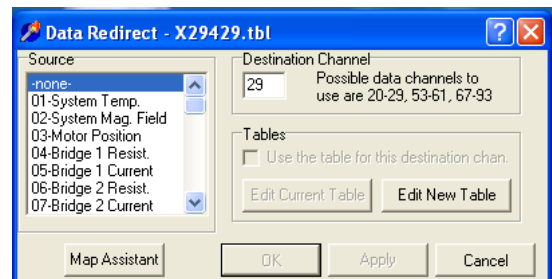 Data Redirect - X29429.tbl
Source
-none-
01-System Temp.
02-System Mag. Field
03-Motor Position
04-Bridge 1 Resist.
05-Bridge 1 Current
06-Bridge 2 Resist.
07-Bridge 2 Current
Destination Channel
29
Possible data channels to
use are 20-29, 53-61, 67-93
Tables
Use the table for this destination chan.
Edit Current Table
Edit New Table
Map Assistant
OK
Apply
Cancel